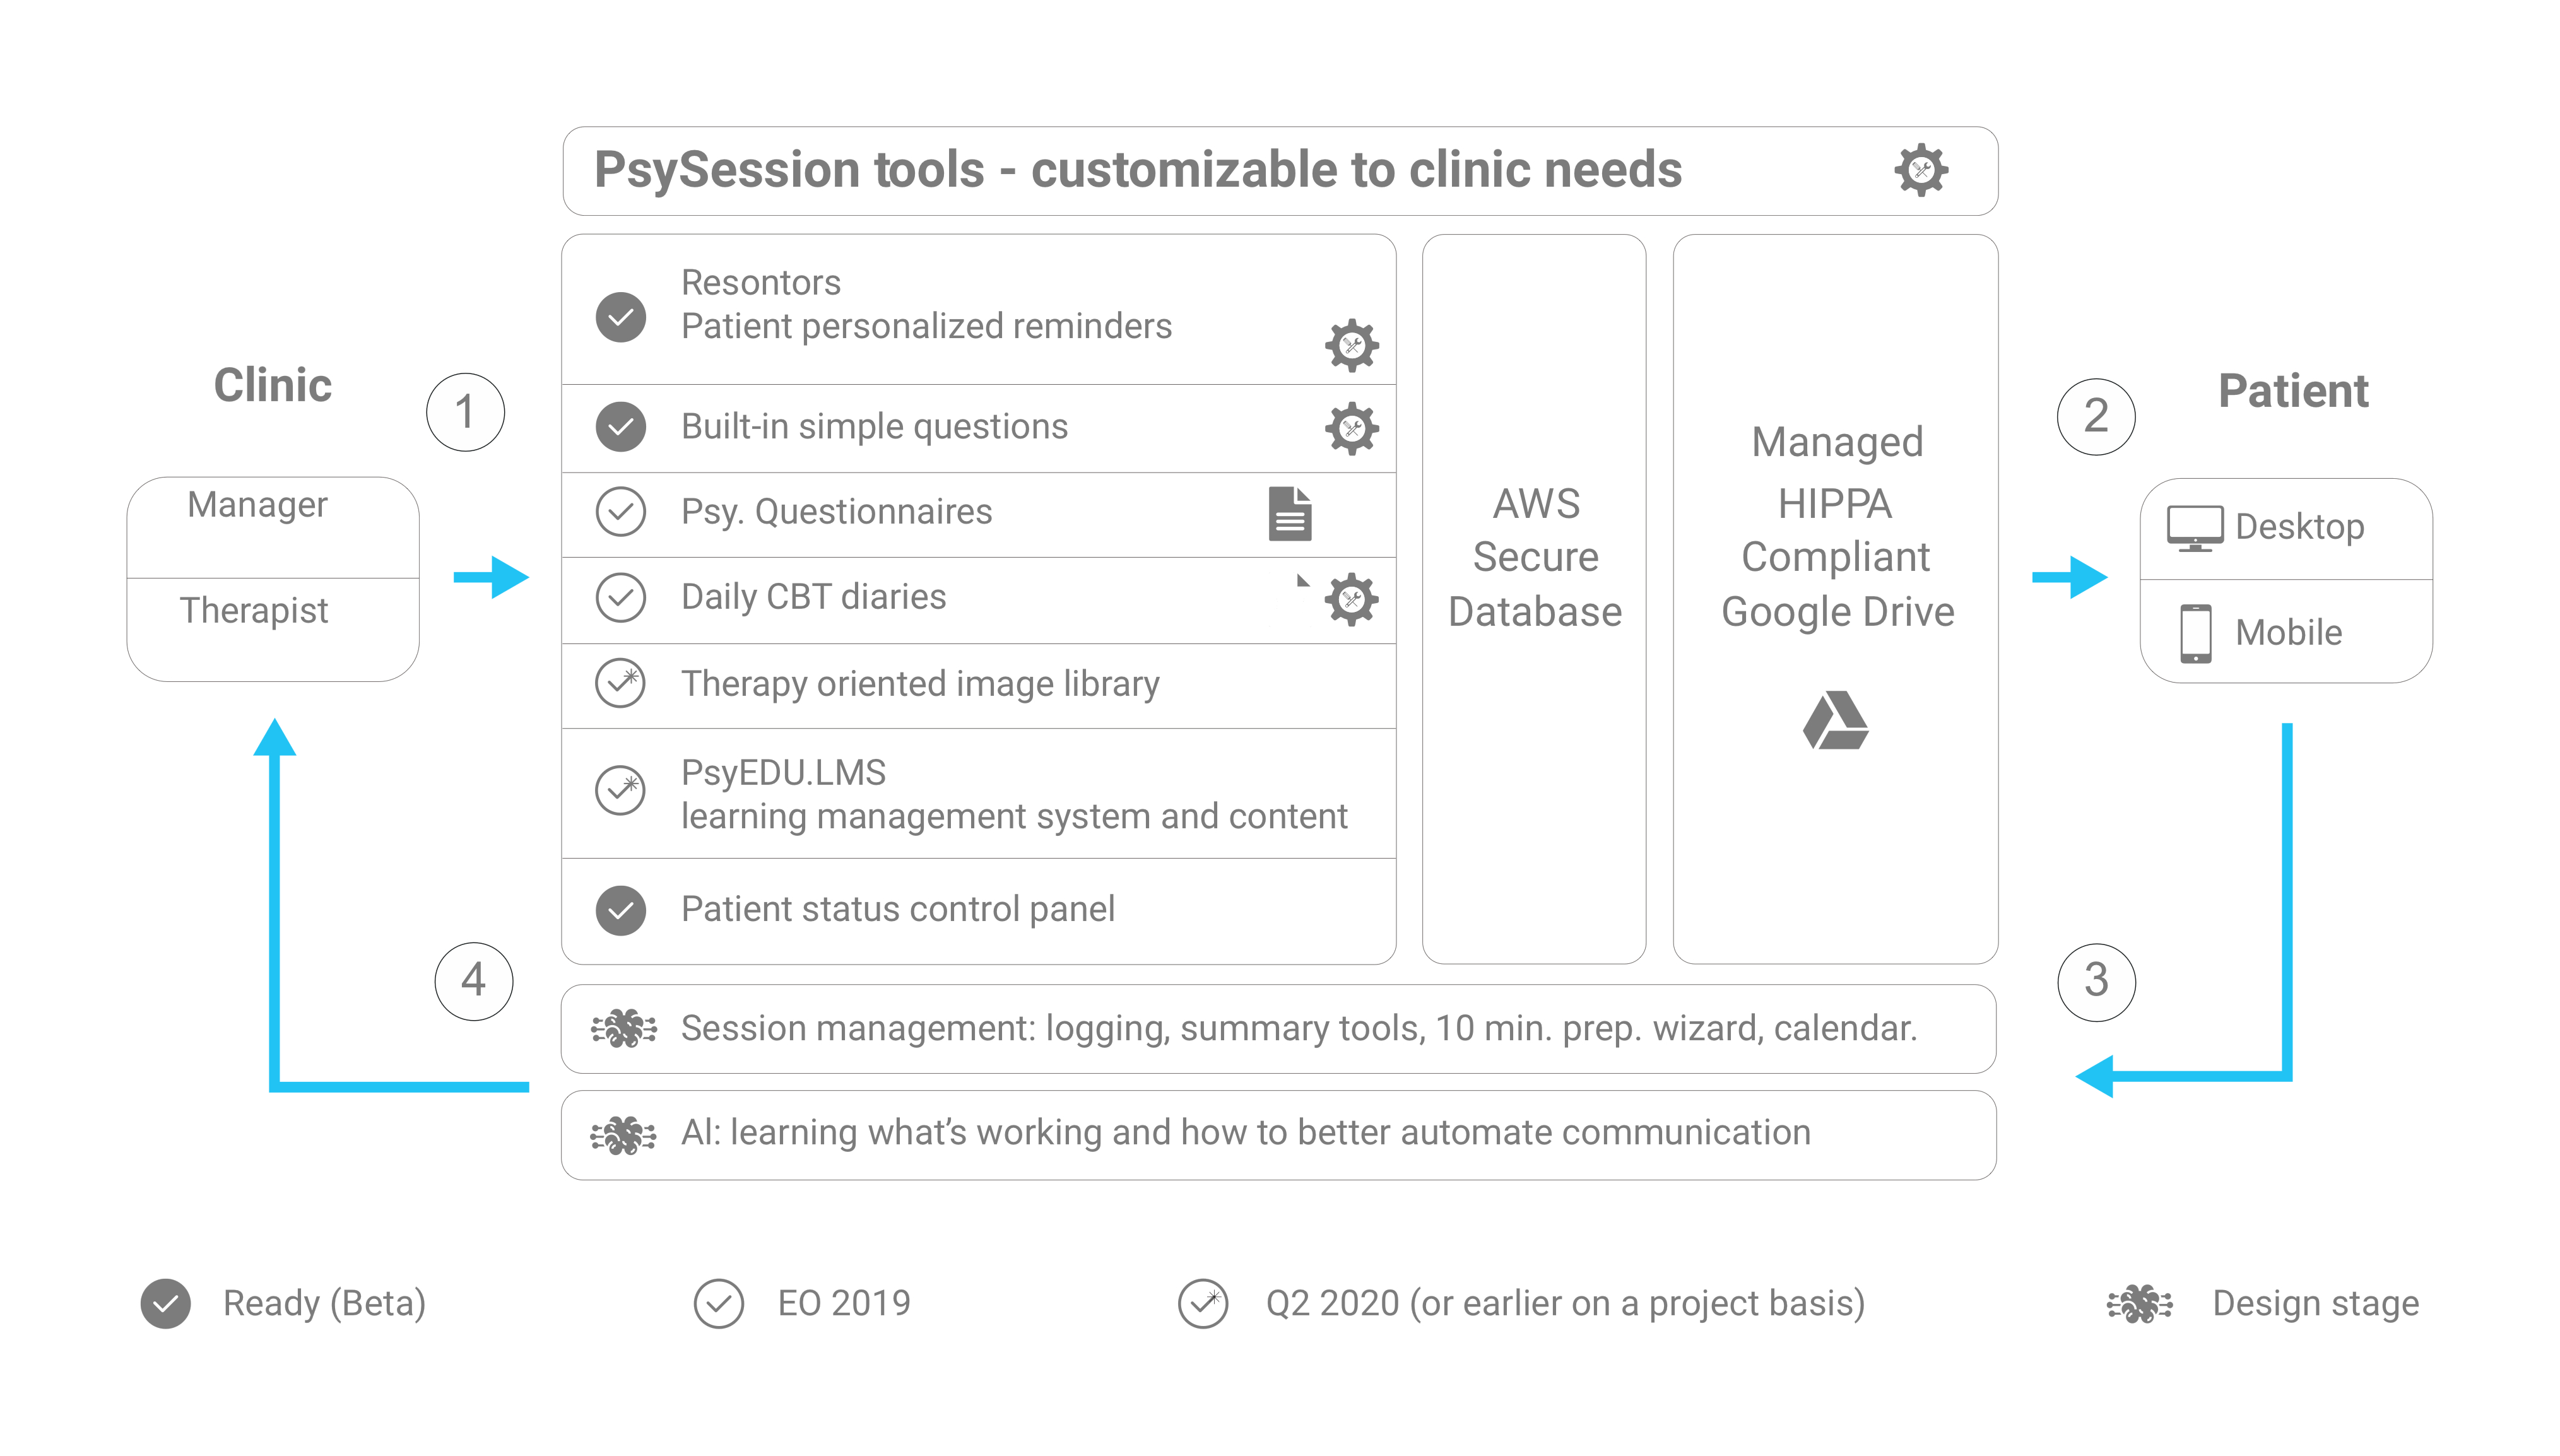 PsySession tools - customizable to clinic needs
Clinic
1
Manager
Therapist
Resontors
Patient personalized reminders
Built-in simple questions
Psy. Questionnaires
Daily CBT diaries
Therapy oriented image library
PsyEDU.LMS
learning management system and content
Patient status control panel
AWS
Secure
Database
Managed
HIPPA
Compliant
Google Drive
2
Patient
Desktop
Mobile
3
4
Session management: logging, summary tools, 10 min. prep. wizard, calendar.
AI: learning what’s working and how to better automate communication
Ready (Beta)
EO 2019
Q2 2020 (or earlier on a project basis)
Design stage